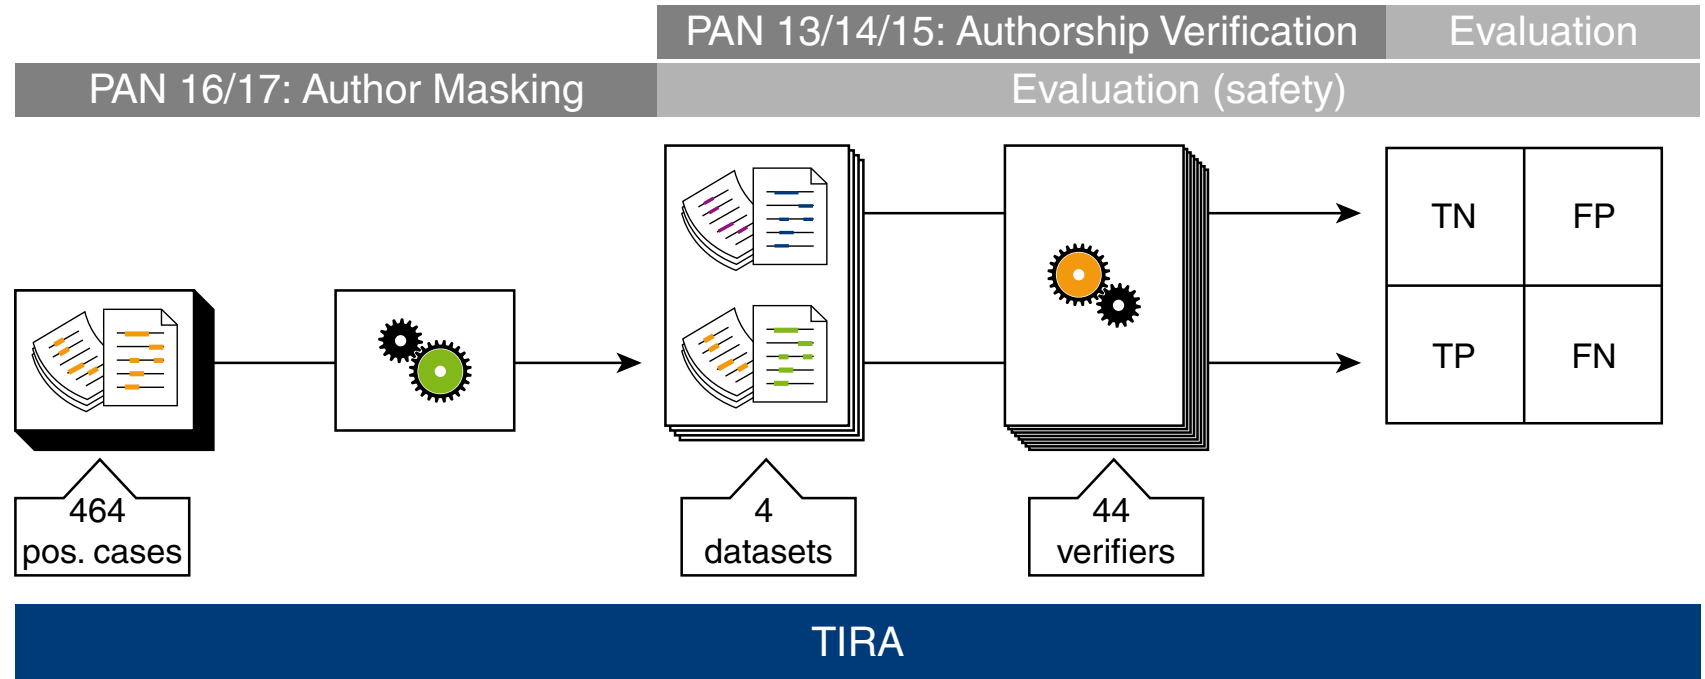 PAN 13/14/15: Authorship Verification
Evaluation
PAN 16/17: Author Masking
Evaluation (safety)
TN
FP
TP
FN
464
pos. cases
4
datasets
44
verifiers
TIRA